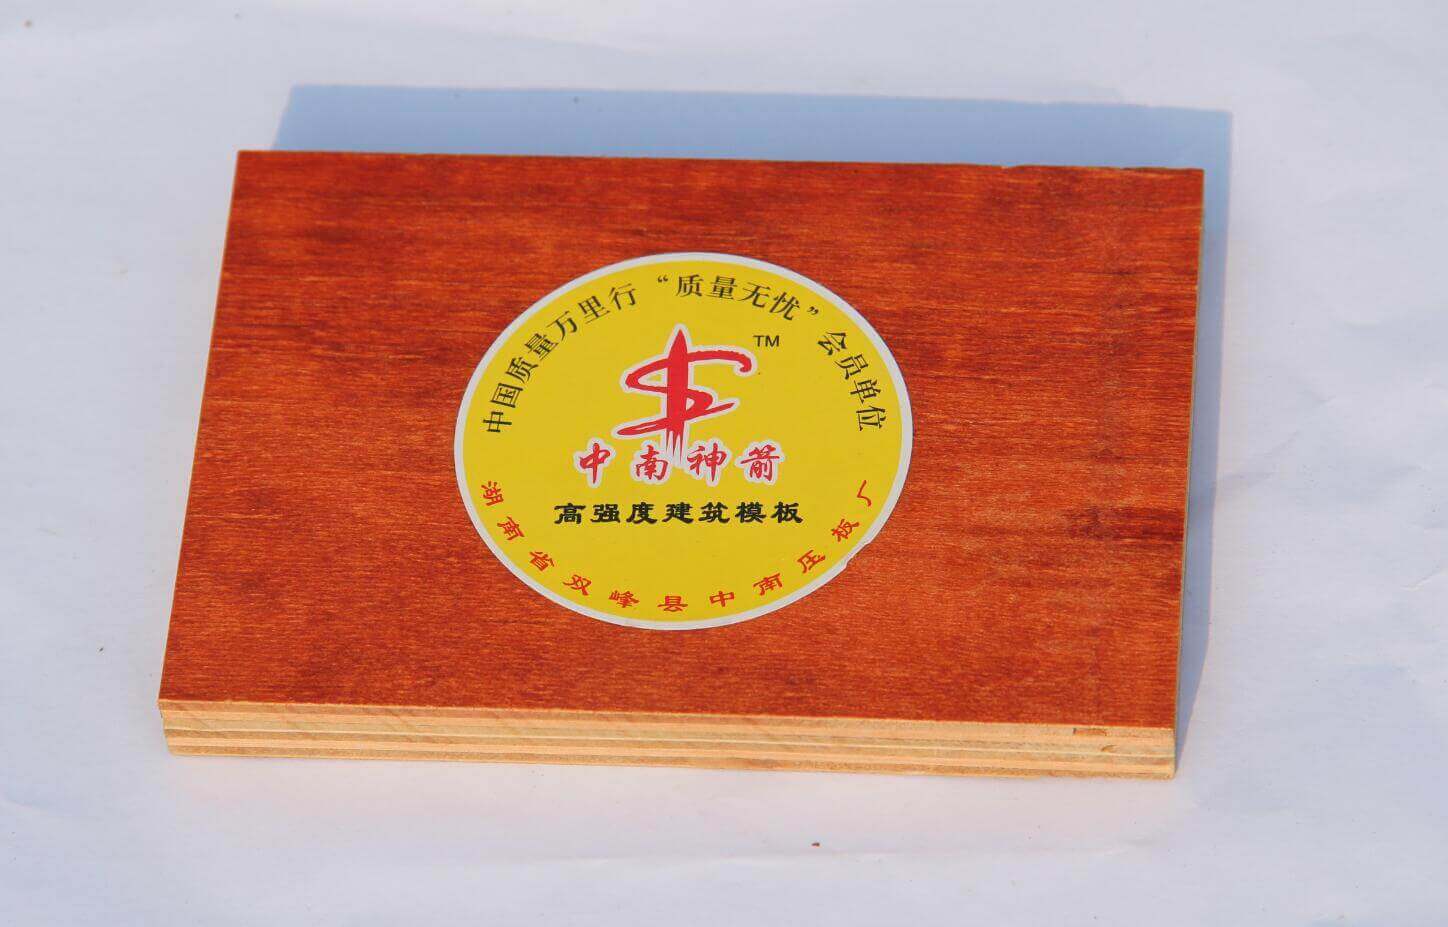 中国质量万里行“质量无忧”会员单位
TM
中南神箭
高强度建筑模板
湖南省双峰县中南压板厂